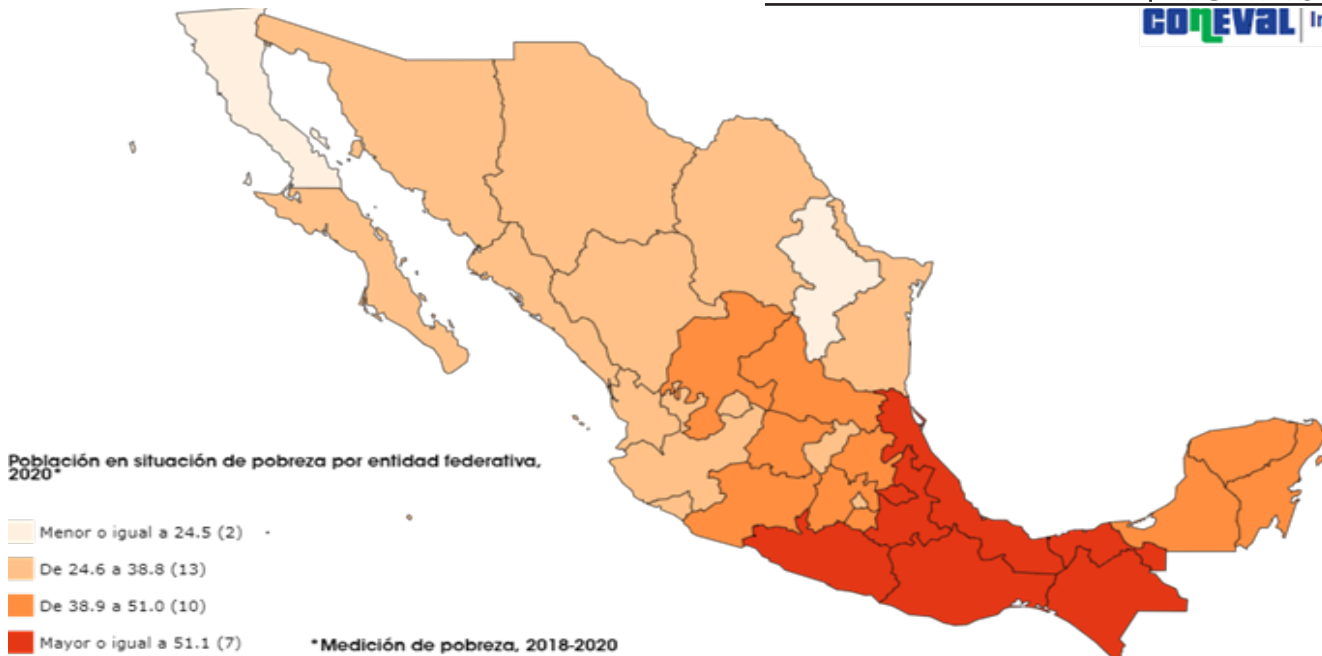 CONEVAL
Población en situación de pobreza por entidad federativa,
2020*
Menor o igual a 24.5 (2)
De 24.6 a 38.8 (13)
De 38.9 a 51.0 (10)
Mayor o igual a 51.1 (7)
*Medición de pobreza, 2018-2020